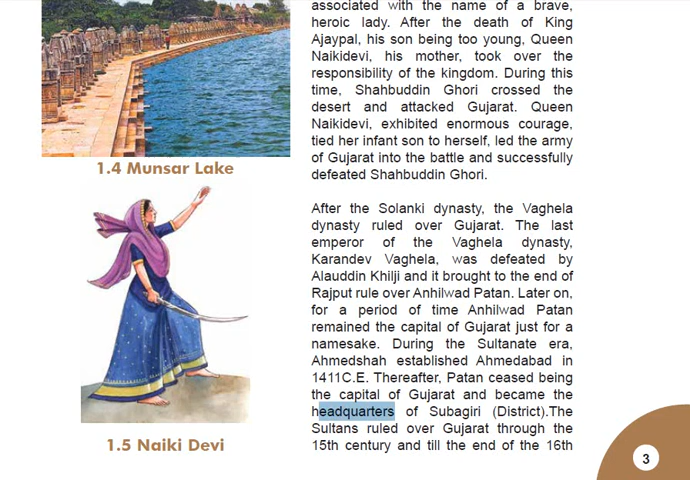 associated with the name of a brave,
heroic lady. After the death of King
Ajaypal, his son being too young, Queen
Naikidevi, his mother, took over the
responsibility of the kingdom. During this
time, Shahbuddin Ghori crossed the
desert and attacked Gujarat. Queen
Naikidevi, exhibited enormous courage,
tied her infant son to herself, led the army
of Gujarat into the battle and successfully
defeated Shahbuddin Ghori.
After the Solanki dynasty, the Vaghela
dynasty ruled over Gujarat. The last
emperor of the Vaghela dynasty,
Karandev Vaghela, was defeated by
Alauddin Khilji and it brought to the end of
Rajput rule over Anhilwad Patan. Later on,
for a period of time Anhilwad Patan
remained the capital of Gujarat just for a
namesake. During the Sultanate era,
Ahmedshah established Ahmedabad in
1411C.E. Thereafter, Patan ceased being
the capital of Gujarat and became the
headquarters of Subagiri (District).The
Sultans ruled over Gujarat through the
15th century and till the end of the 16th
1.4 Munsar Lake
1.5 Naiki Devi
3